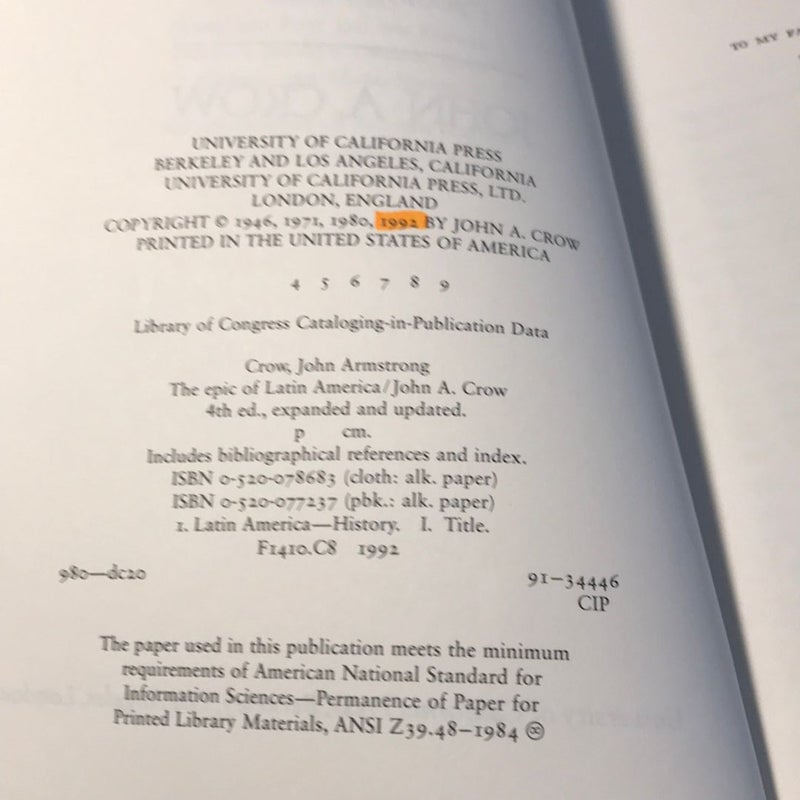 UNIVERSITY OF CALIFORNIA PRESS
BERKELEY AND LOS ANGELES, CALIFORNIA
UNIVERSITY OF CALIFORNIA PRESS, LTD.
LONDON, ENGLAND
COPYRIGHT © 1946, 1971, 1980, 1992 BY JOHN A. CROW
PRINTED IN THE UNITED STATES OF AMERICA
4 5 6 7 8 9
Library of Congress Cataloging-in-Publication Data
Crow, John Armstrong
The epic of Latin America/John A. Crow
4th ed., expanded and updated.
p cm.
Includes bibliographical references and index.
ISBN 0-520-078683 (cloth: alk. paper)
ISBN 0-520-077237 (pbk.: alk. paper)
1. Latin America—History. I. Title.
F1410.C8 1992
980—dc20 91-34446
CIP
The paper used in this publication meets the minimum
requirements of American National Standard for
Information Sciences—Permanence of Paper for
Printed Library Materials, ANSI Z39.48-1984 ♾
TO MY